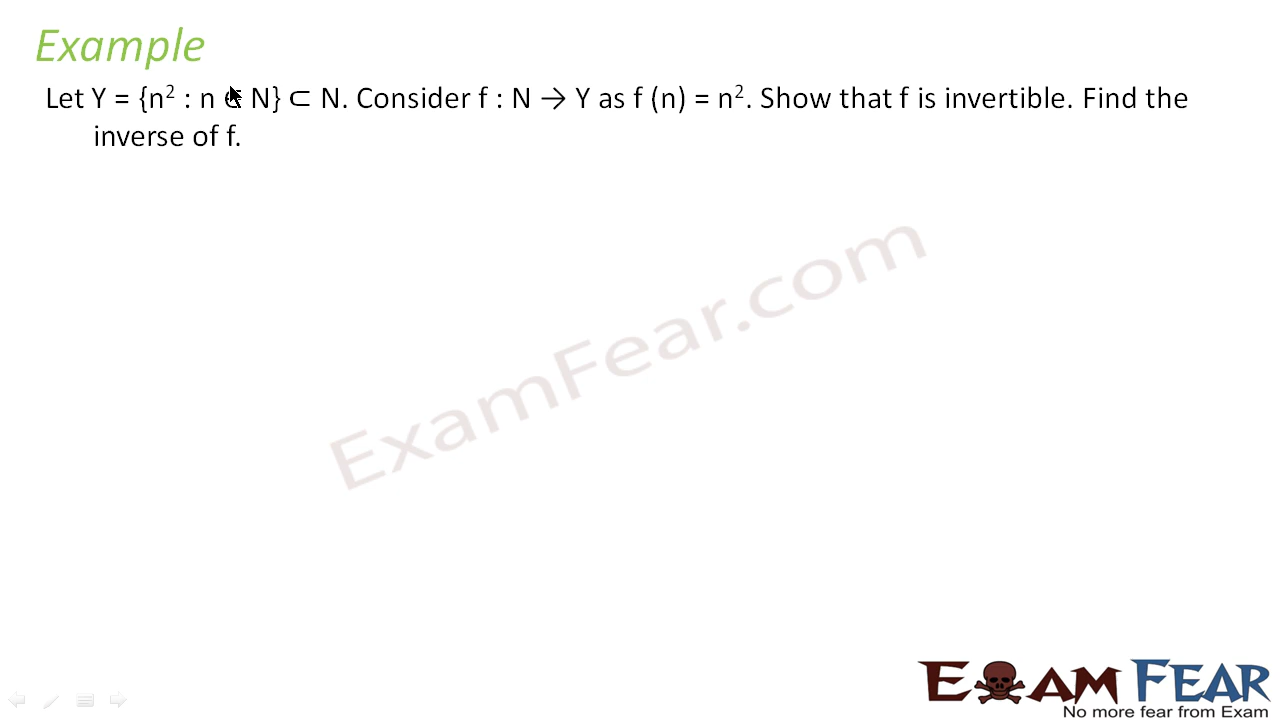 Example
Let Y = {n² : n ∈ N} ⊂ N. Consider f : N → Y as f (n) = n². Show that f is invertible. Find the
inverse of f.
ExamFear.com
EXAM FEAR
No more fear from Exam